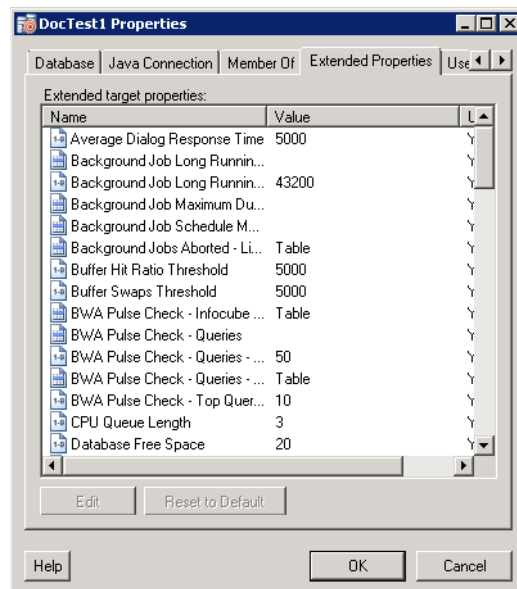 DocTest1 Properties
Database Java Connection Member Of Extended Properties Use
Extended target properties:
Name Value
Average Dialog Response Time 5000 Y
Background Job Long Runnin... Y
Background Job Long Runnin... 43200 Y
Background Job Maximum Du... Y
Background Job Schedule M... Y
Background Jobs Aborted - Li... Table Y
Buffer Hit Ratio Threshold 5000 Y
Buffer Swaps Threshold 5000 Y
BWA Pulse Check - Infocube ... Table Y
BWA Pulse Check - Queries Y
BWA Pulse Check - Queries - ... 50 Y
BWA Pulse Check - Queries - ... Table Y
BWA Pulse Check - Top Quer... 10 Y
CPU Queue Length 3 Y
Database Free Space 20 Y
Edit Reset to Default
Help OK Cancel